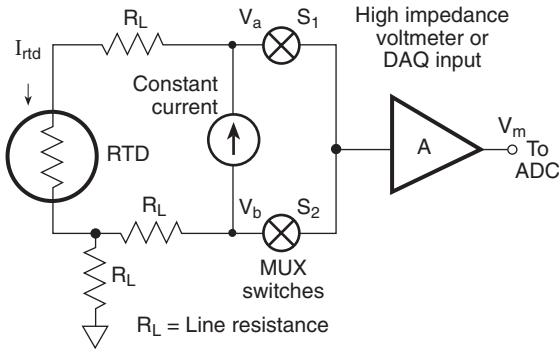 R_L
V_a
S_1
High impedance
voltmeter or
DAQ input
I_rtd
Constant
current
RTD
A
V_m
To
ADC
R_L
V_b
S_2
R_L
MUX
switches
R_L = Line resistance